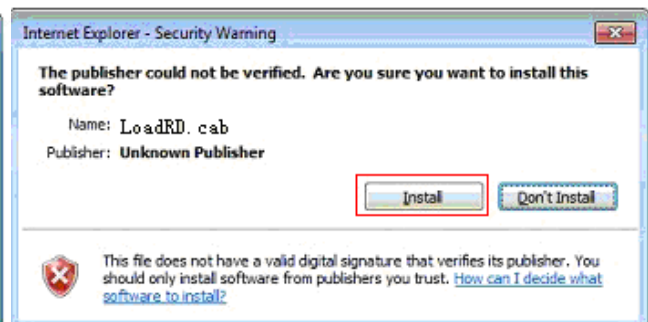 Internet Explorer - Security Warning
The publisher could not be verified. Are you sure you want to install this
software?
Name: LoadRD. cab
Publisher: Unknown Publisher
Install Don't Install
This file does not have a valid digital signature that verifies its publisher. You
should only install software from publishers you trust. How can I decide what
software to install?